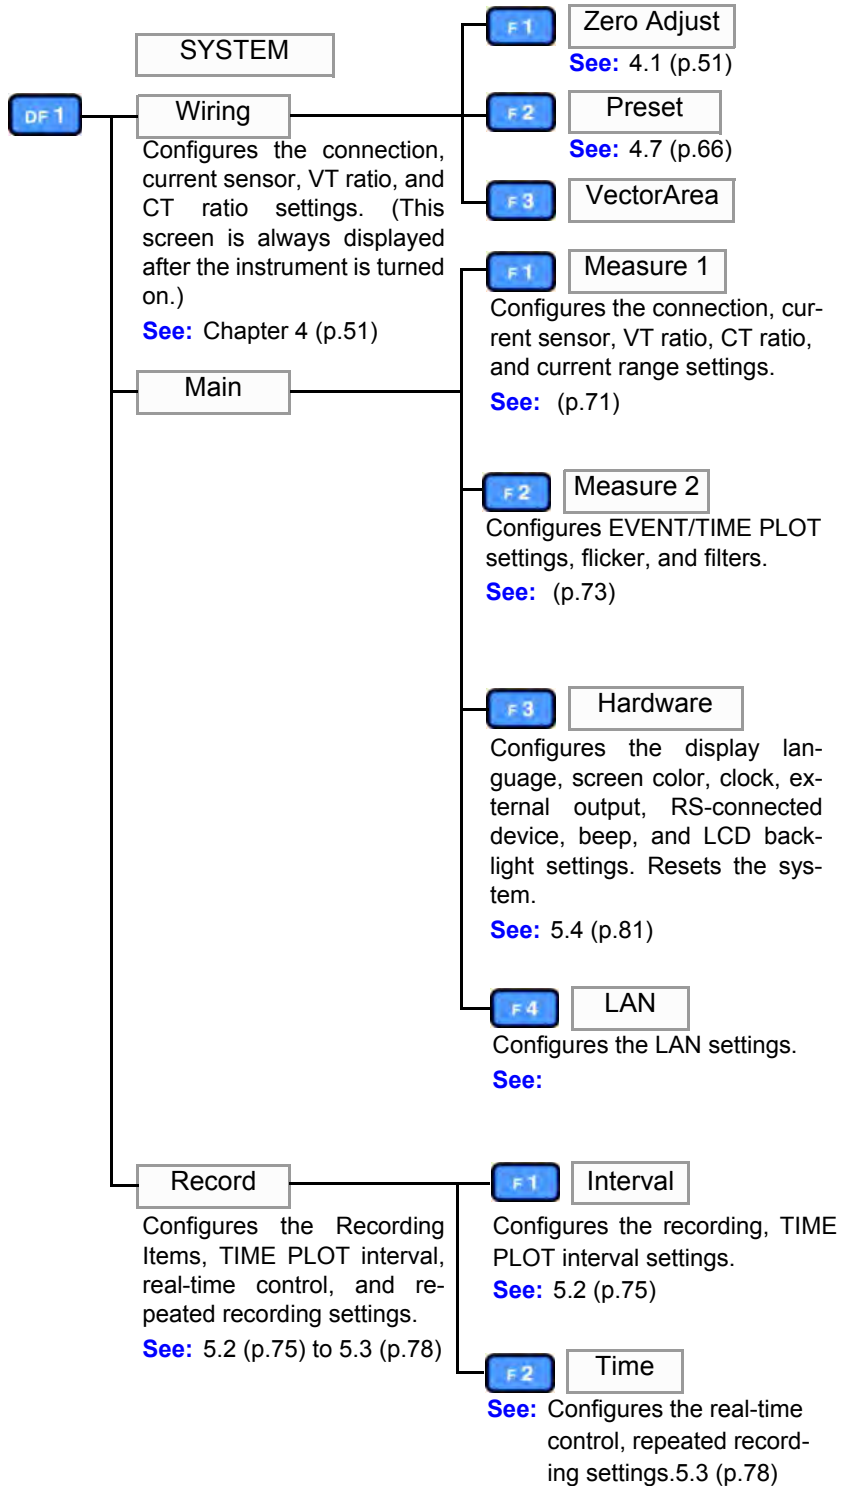 SYSTEM
DF 1
Wiring
Configures the connection,
current sensor, VT ratio, and
CT ratio settings. (This
screen is always displayed
after the instrument is turned
on.)
See: Chapter 4 (p.51)
F 1
Zero Adjust
See: 4.1 (p.51)
F 2
Preset
See: 4.7 (p.66)
F 3
VectorArea
Main
F 1
Measure 1
Configures the connection, cur-
rent sensor, VT ratio, CT ratio,
and current range settings.
See: (p.71)
F 2
Measure 2
Configures EVENT/TIME PLOT
settings, flicker, and filters.
See: (p.73)
F 3
Hardware
Configures the display lan-
guage, screen color, clock, ex-
ternal output, RS-connected
device, beep, and LCD back-
light settings. Resets the sys-
tem.
See: 5.4 (p.81)
F 4
LAN
Configures the LAN settings.
See:
Record
Configures the Recording
Items, TIME PLOT interval,
real-time control, and re-
peated recording settings.
See: 5.2 (p.75) to 5.3 (p.78)
F 1
Interval
Configures the recording, TIME
PLOT interval settings.
See: 5.2 (p.75)
F 2
Time
See: Configures the real-time
control, repeated record-
ing settings.5.3 (p.78)